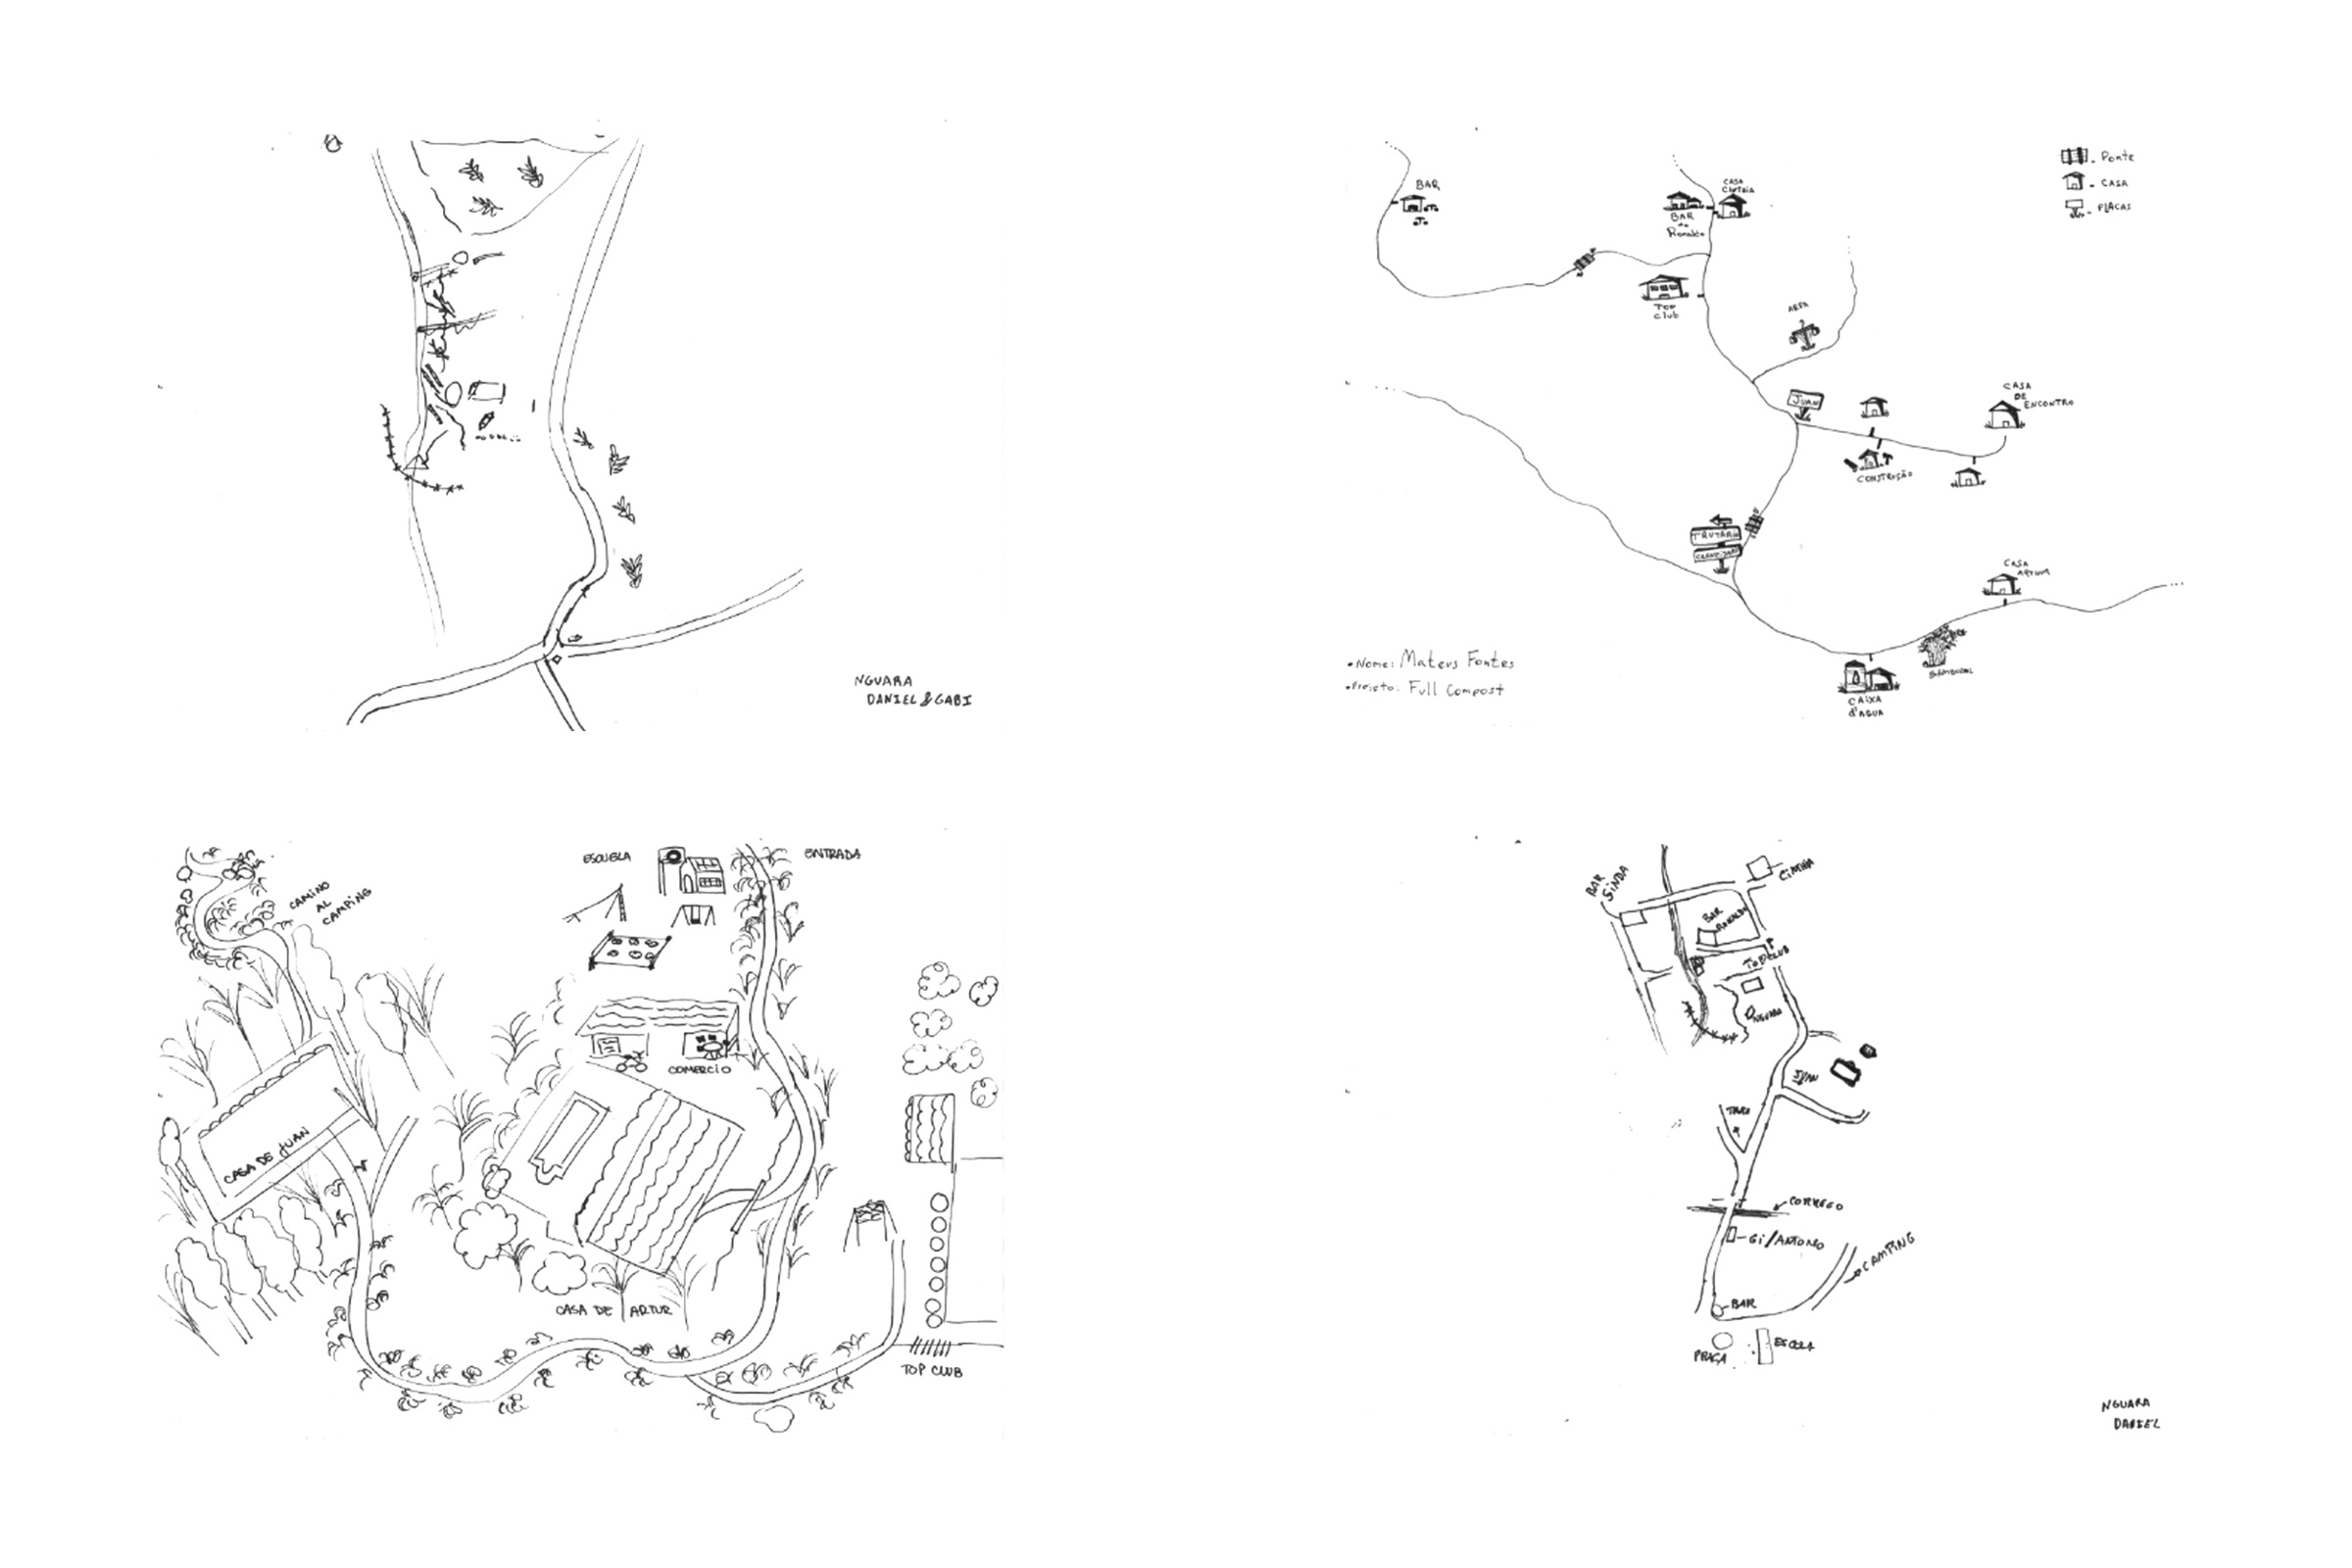 NGUARA
DANIEL & GABI
BAR
CASA
CINTHIA
BAR
do
Ronaldo
TOP
Club
Ponte
CASA
PLACAS
JUAN
CASA
DE
ENCONTRO
CONSTRUÇÃO
CASA
ARTHUR
BAMBUZAL
CAIXA
d'AGUA
•Nome: Mateus Fontes
•Projeto: Full Compost
ESCUELA
ENTRADA
CAMINO
AL
CAMPING
COMERCIO
CASA DE JUAN
CASA DE ARTUR
TOP CLUB
BAR
SINDA
CINTHIA
BAR
RONALDO
TOP CLUB
NGUARA
JUAN
CORREGO
Gi/ANTONIO
CAMPING
BAR
PRAÇA
ESCOLA
NGUARA
DANIEL